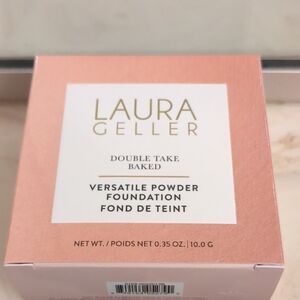 LAURA
GELLER
DOUBLE TAKE
BAKED
VERSATILE POWDER
FOUNDATION
FOND DE TEINT
NET WT. / POIDS NET 0.35 OZ. | 10.0 G